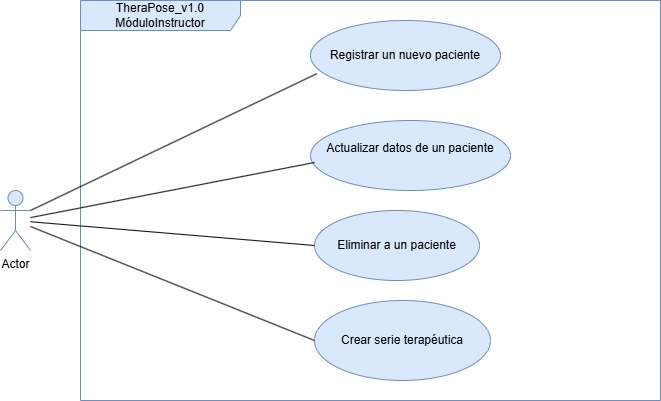 TheraPose_v1.0
MóduloInstructor
Registrar un nuevo paciente
Actualizar datos de un paciente
Eliminar a un paciente
Actor
Crear serie terapéutica